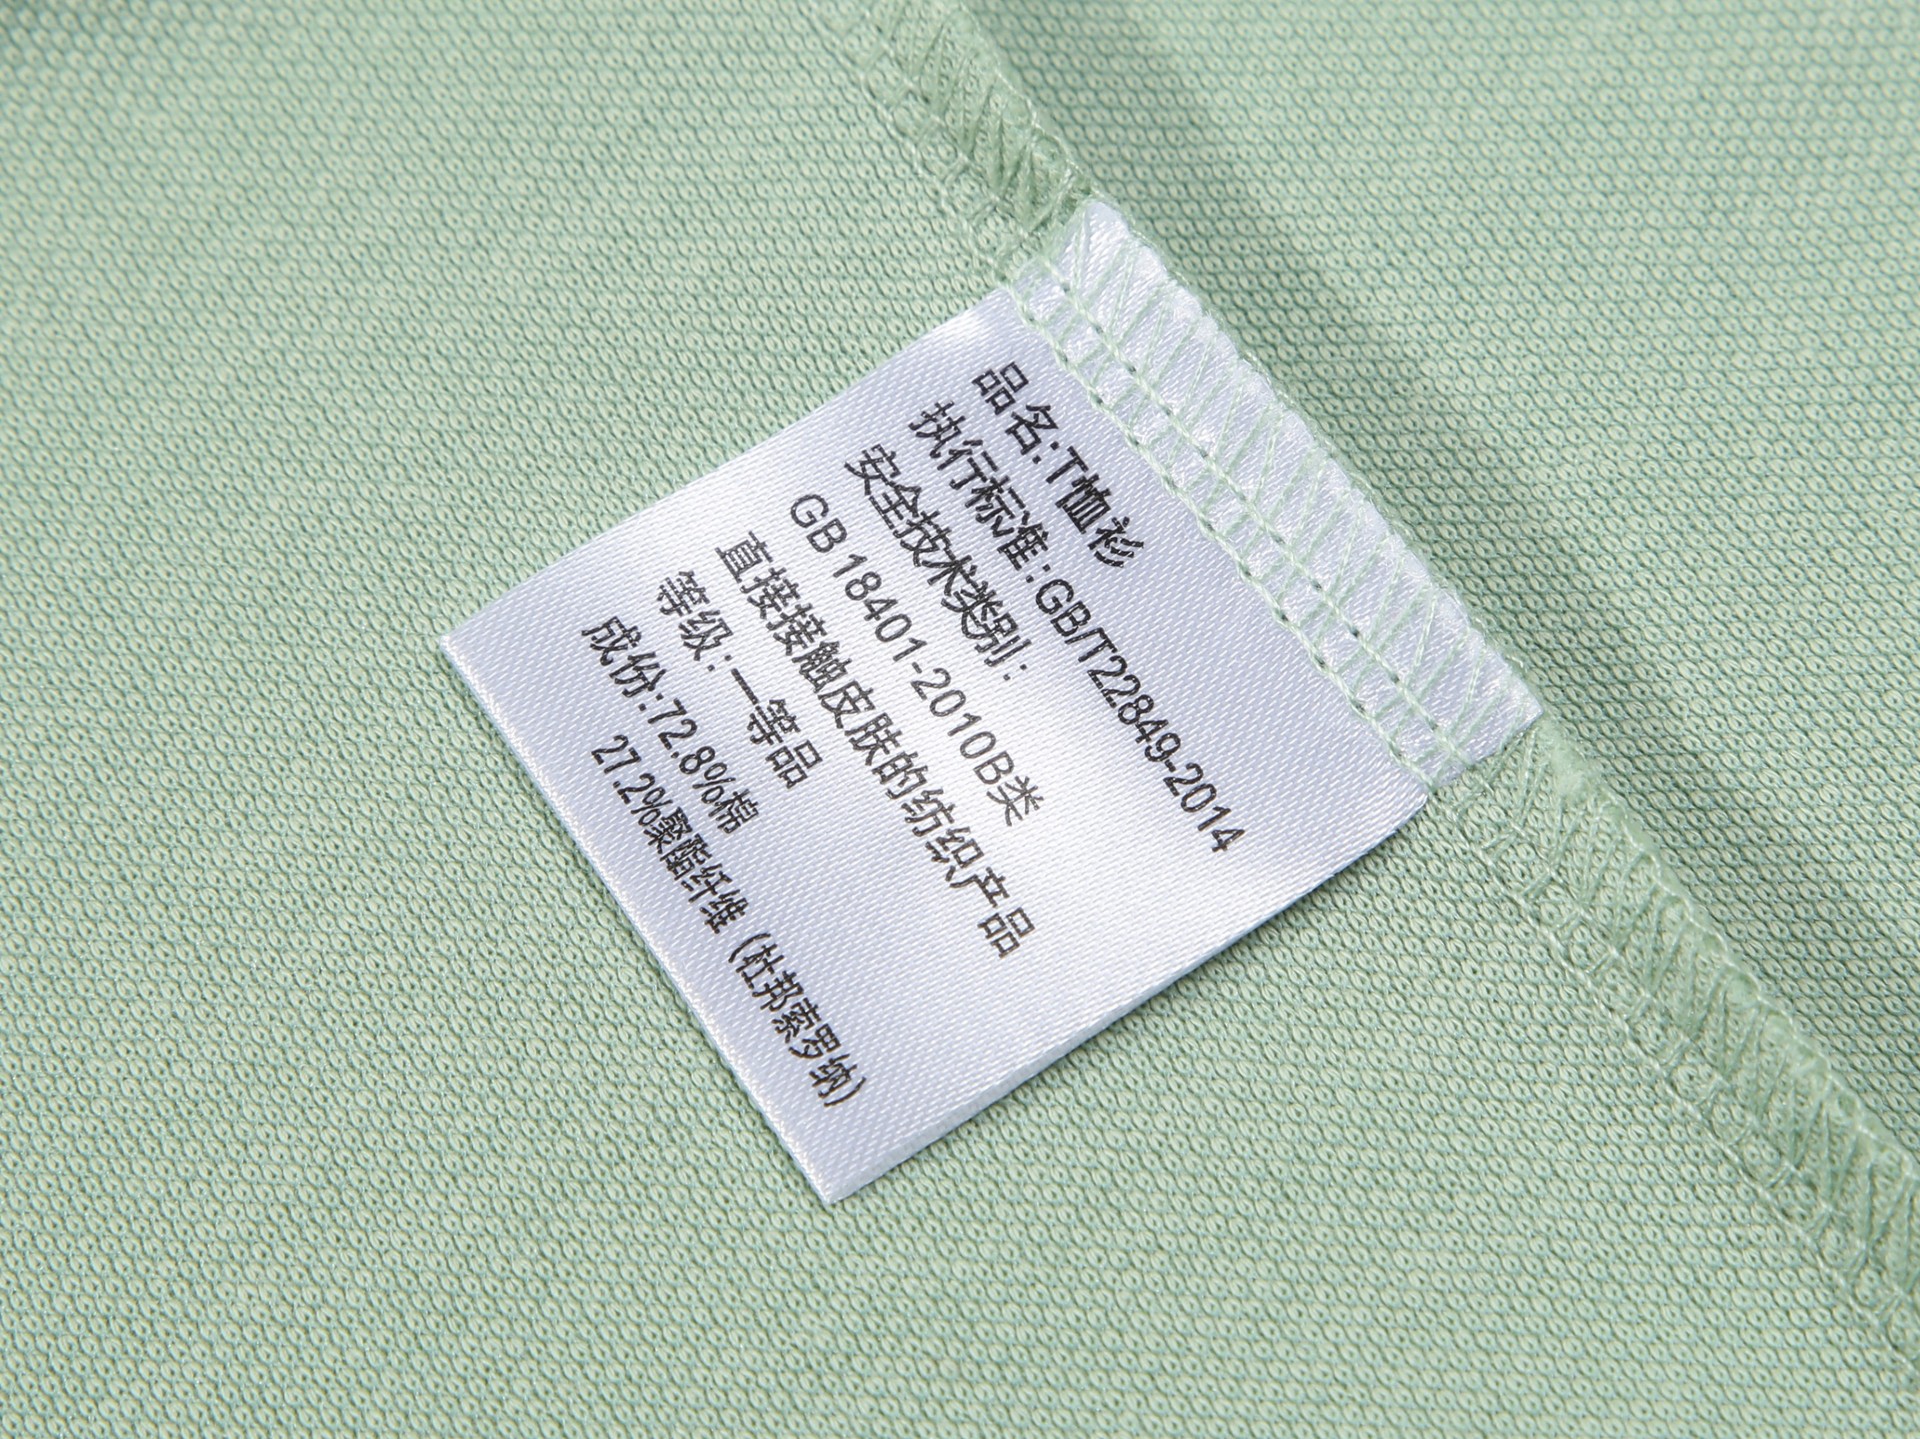 品名:T恤衫
执行标准:GB/T22849-2014
安全技术类别:
GB 18401-2010B类
直接接触皮肤的纺织产品
等级:一等品
成份:72.8%棉
27.2%聚酯纤维(杜邦索罗纳)